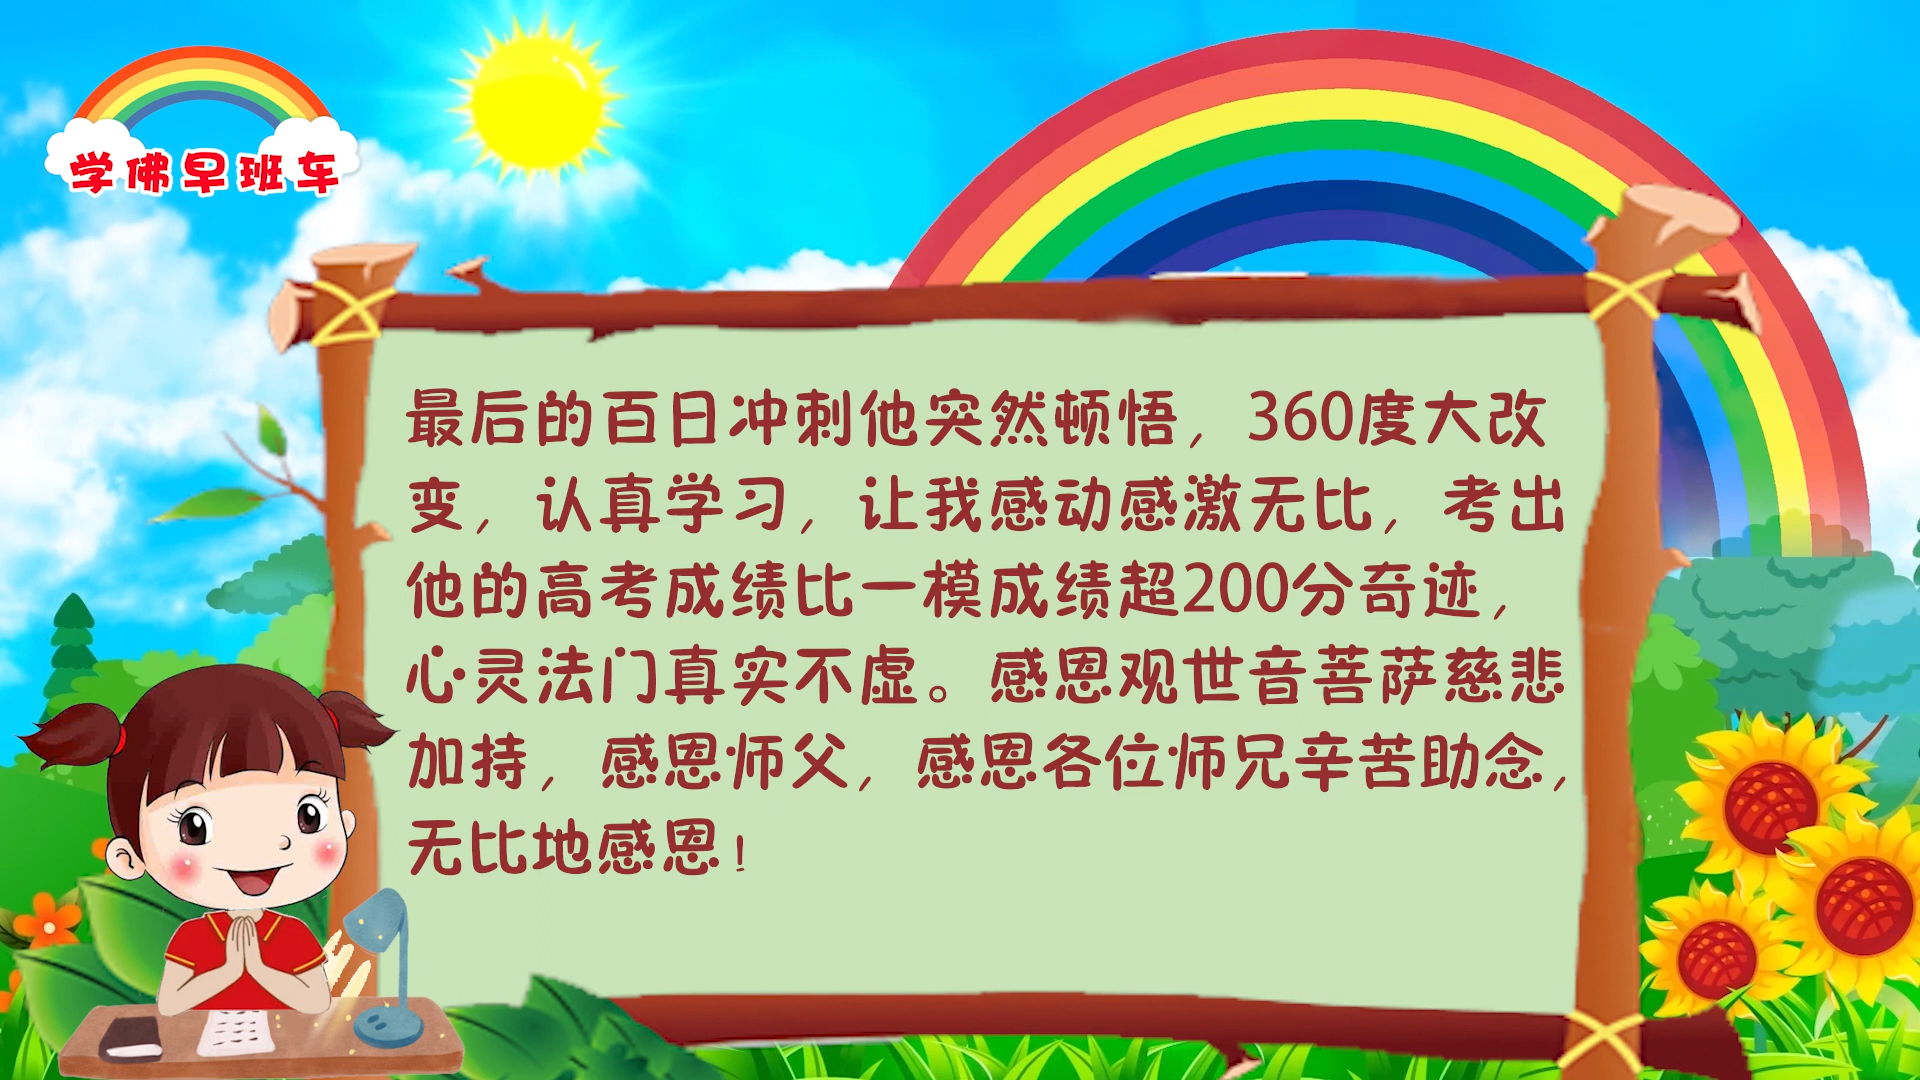 学佛早班车
最后的百日冲刺他突然顿悟，360度大改
变，认真学习，让我感动感激无比，考出
他的高考成绩比一模成绩超200分奇迹，
心灵法门真实不虚。感恩观世音菩萨慈悲
加持，感恩师父，感恩各位师兄辛苦助念，
无比地感恩！